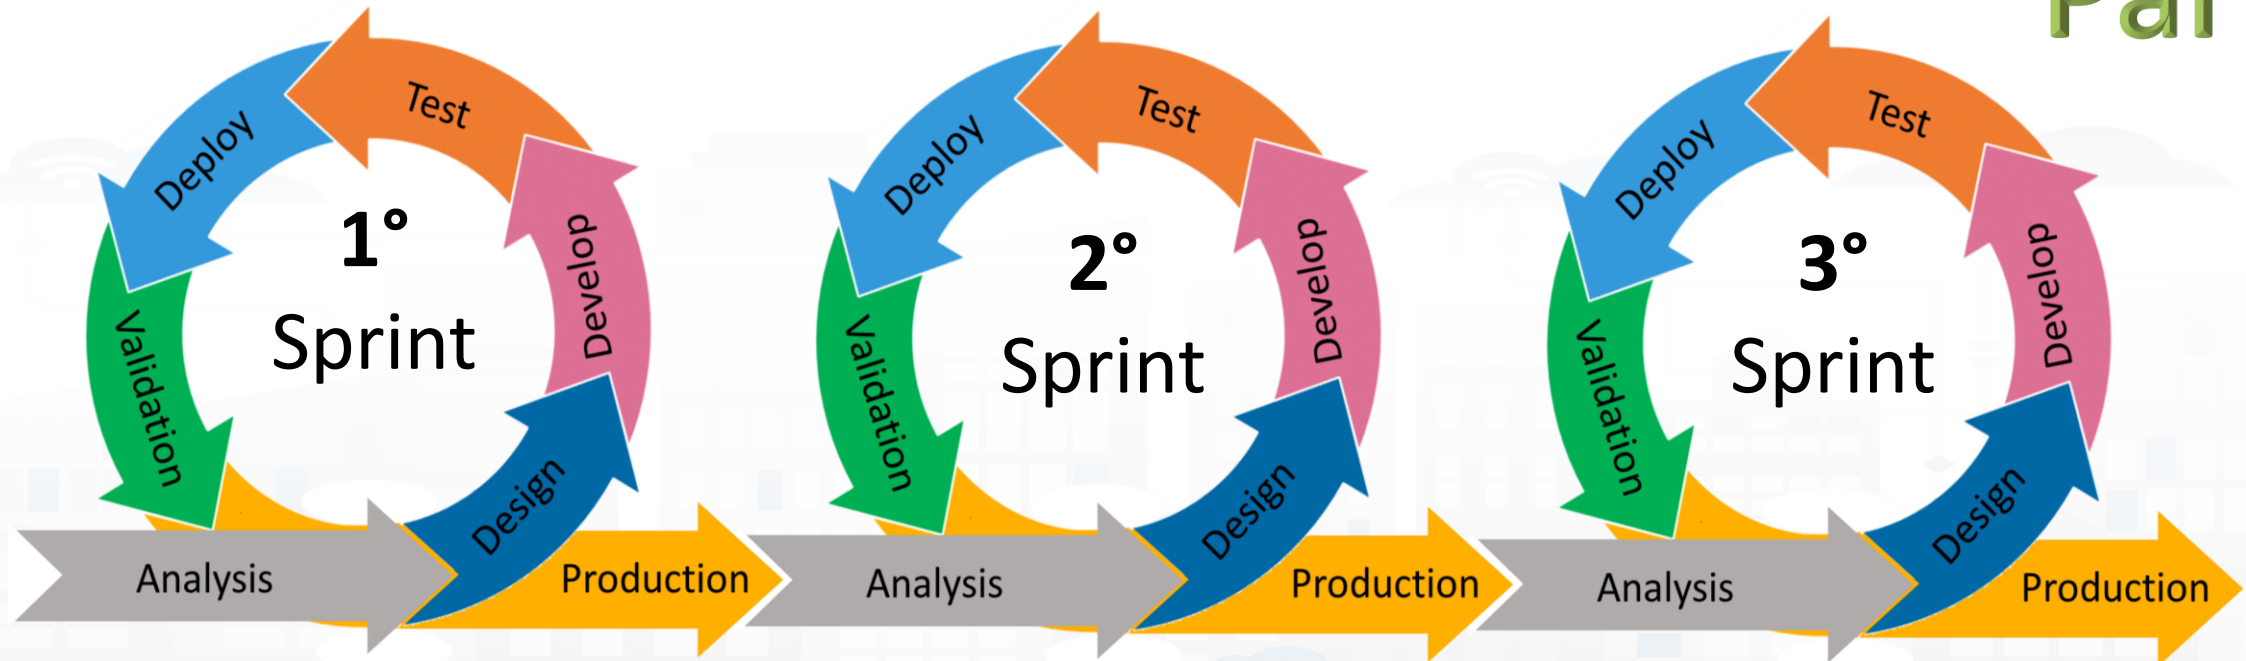 Test
Deploy
1°
Sprint
Develop
Validation
Design
Analysis
Production
Test
Deploy
2°
Sprint
Develop
Validation
Design
Analysis
Production
Test
Deploy
3°
Sprint
Develop
Validation
Design
Analysis
Production